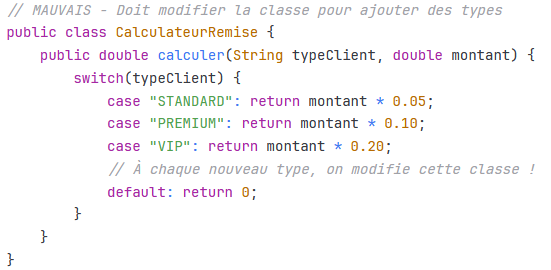 // MAUVAIS - Doit modifier la classe pour ajouter des types
public class CalculateurRemise {
    public double calculer(String typeClient, double montant) {
        switch(typeClient) {
            case "STANDARD": return montant * 0.05;
            case "PREMIUM": return montant * 0.10;
            case "VIP": return montant * 0.20;
            // À chaque nouveau type, on modifie cette classe !
            default: return 0;
        }
    }
}